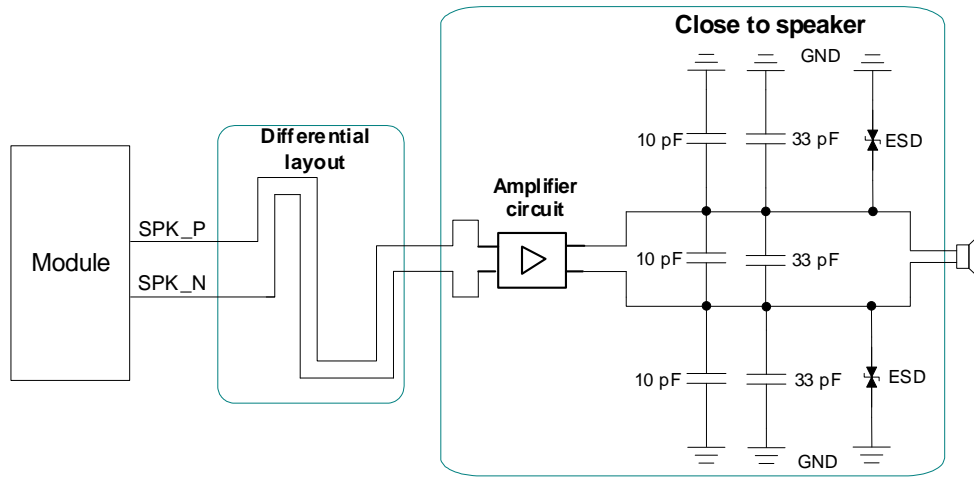 Close to speaker
GND
Differential
layout
10 pF
33 pF
ESD
Amplifier
circuit
SPK_P
Module
10 pF
33 pF
SPK_N
10 pF
33 pF
ESD
GND